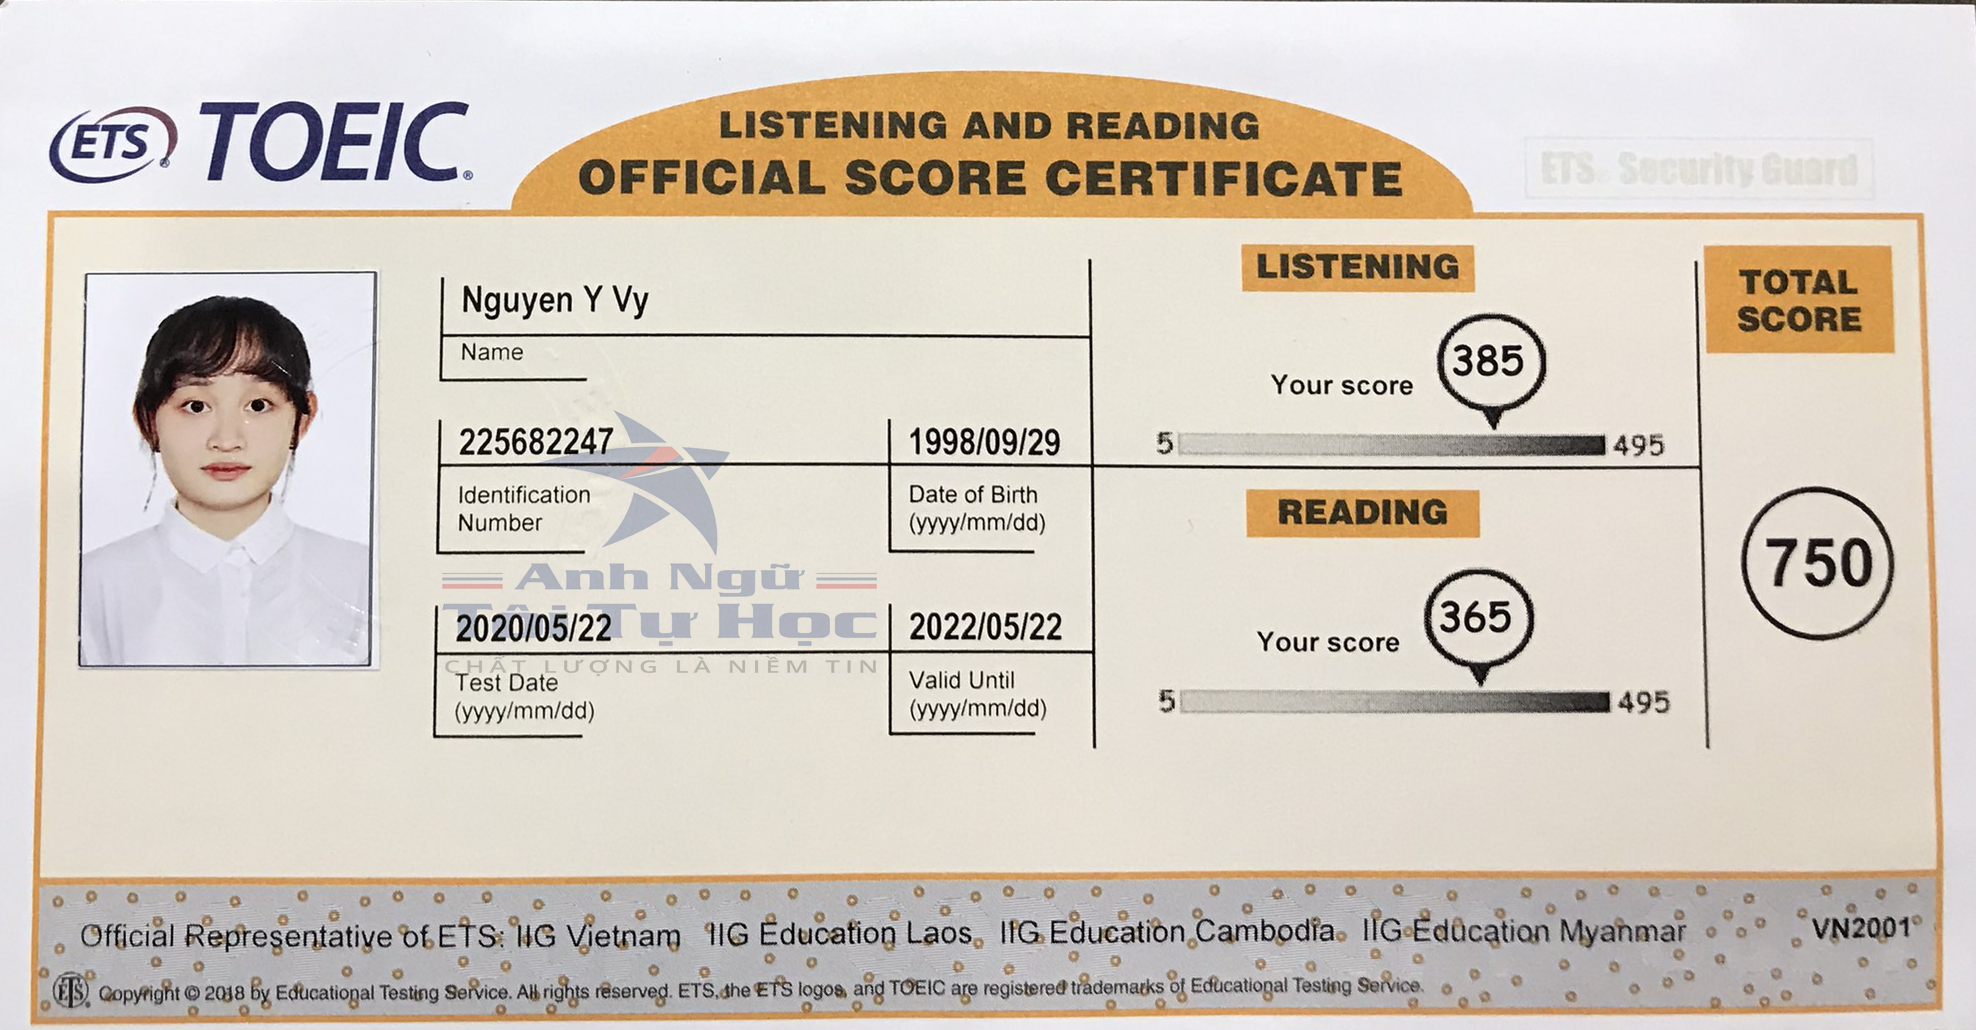 ETS® TOEIC®
LISTENING AND READING
OFFICIAL SCORE CERTIFICATE
ETS® Security Guard
Nguyen Y Vy
Name
225682247
1998/09/29
Identification
Number
Date of Birth
(yyyy/mm/dd)
Anh Ngữ
Tôi Tự Học
CHẤT LƯỢNG LÀ NIỀM TIN
2020/05/22
2022/05/22
Test Date
(yyyy/mm/dd)
Valid Until
(yyyy/mm/dd)
LISTENING
Your score
385
5
495
READING
Your score
365
5
495
TOTAL
SCORE
750
Official Representative of ETS: IIG Vietnam IIG Education Laos IIG Education Cambodia IIG Education Myanmar VN2001
ETS® Copyright © 2018 by Educational Testing Service. All rights reserved. ETS, the ETS logos, and TOEIC are registered trademarks of Educational Testing Service.